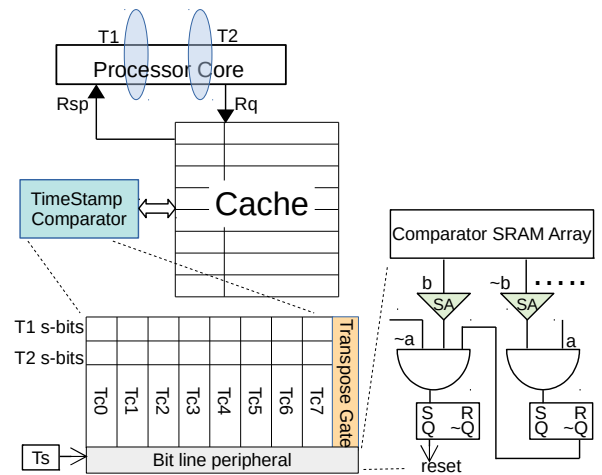 T1 T2
Processor Core
Rsp Rq
TimeStamp
Comparator
Cache
Comparator SRAM Array
b ~b .....
SA SA
~a a
T1 s-bits
T2 s-bits
Tc0 Tc1 Tc2 Tc3 Tc4 Tc5 Tc6 Tc7 Transpose Gate
S R S R
Q ~Q Q ~Q
Ts Bit line peripheral
reset